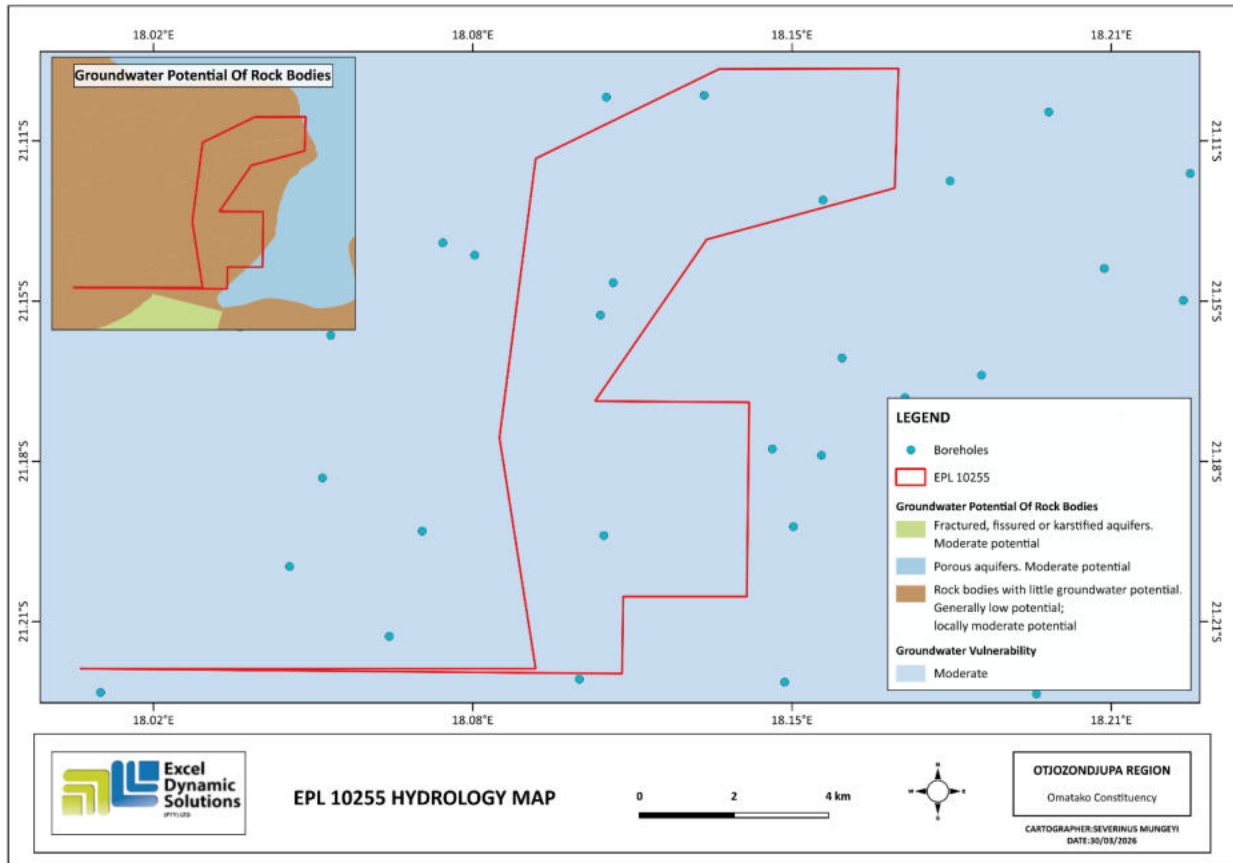 18.02°E
18.08°E
18.15°E
18.21°E
Groundwater Potential Of Rock Bodies
21.11°S
21.11°S
21.15°S
21.15°S
21.18°S
21.18°S
21.21°S
21.21°S
LEGEND
Boreholes
EPL 10255
Groundwater Potential Of Rock Bodies
Fractured, fissured or karstified aquifers.
Moderate potential
Porous aquifers. Moderate potential
Rock bodies with little groundwater potential.
Generally low potential;
locally moderate potential
Groundwater Vulnerability
Moderate
18.02°E
18.08°E
18.15°E
18.21°E
Excel
Dynamic
Solutions
(PTY) LTD
EPL 10255 HYDROLOGY MAP
0 2 4 km
N
W E
S
OTJOZONDJUPA REGION
Omatako Constituency
CARTOGRAPHER:SEVERINUS MUNGEYI
DATE:30/03/2026